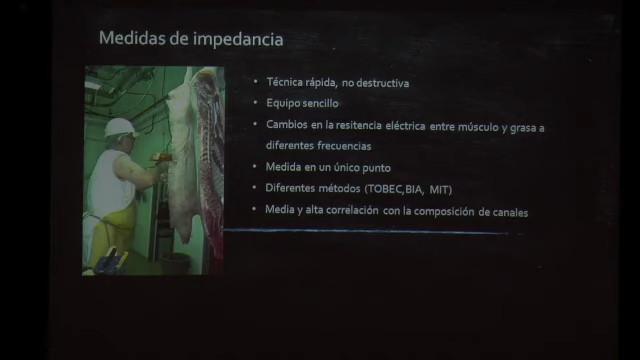 Medidas de impedancia
• Técnica rápida, no destructiva
• Equipo sencillo
• Cambios en la resitencia eléctrica entre músculo y grasa a
diferentes frecuencias
• Medida en un único punto
• Diferentes métodos (TOBEC,BIA, MIT)
• Media y alta correlación con la composición de canales